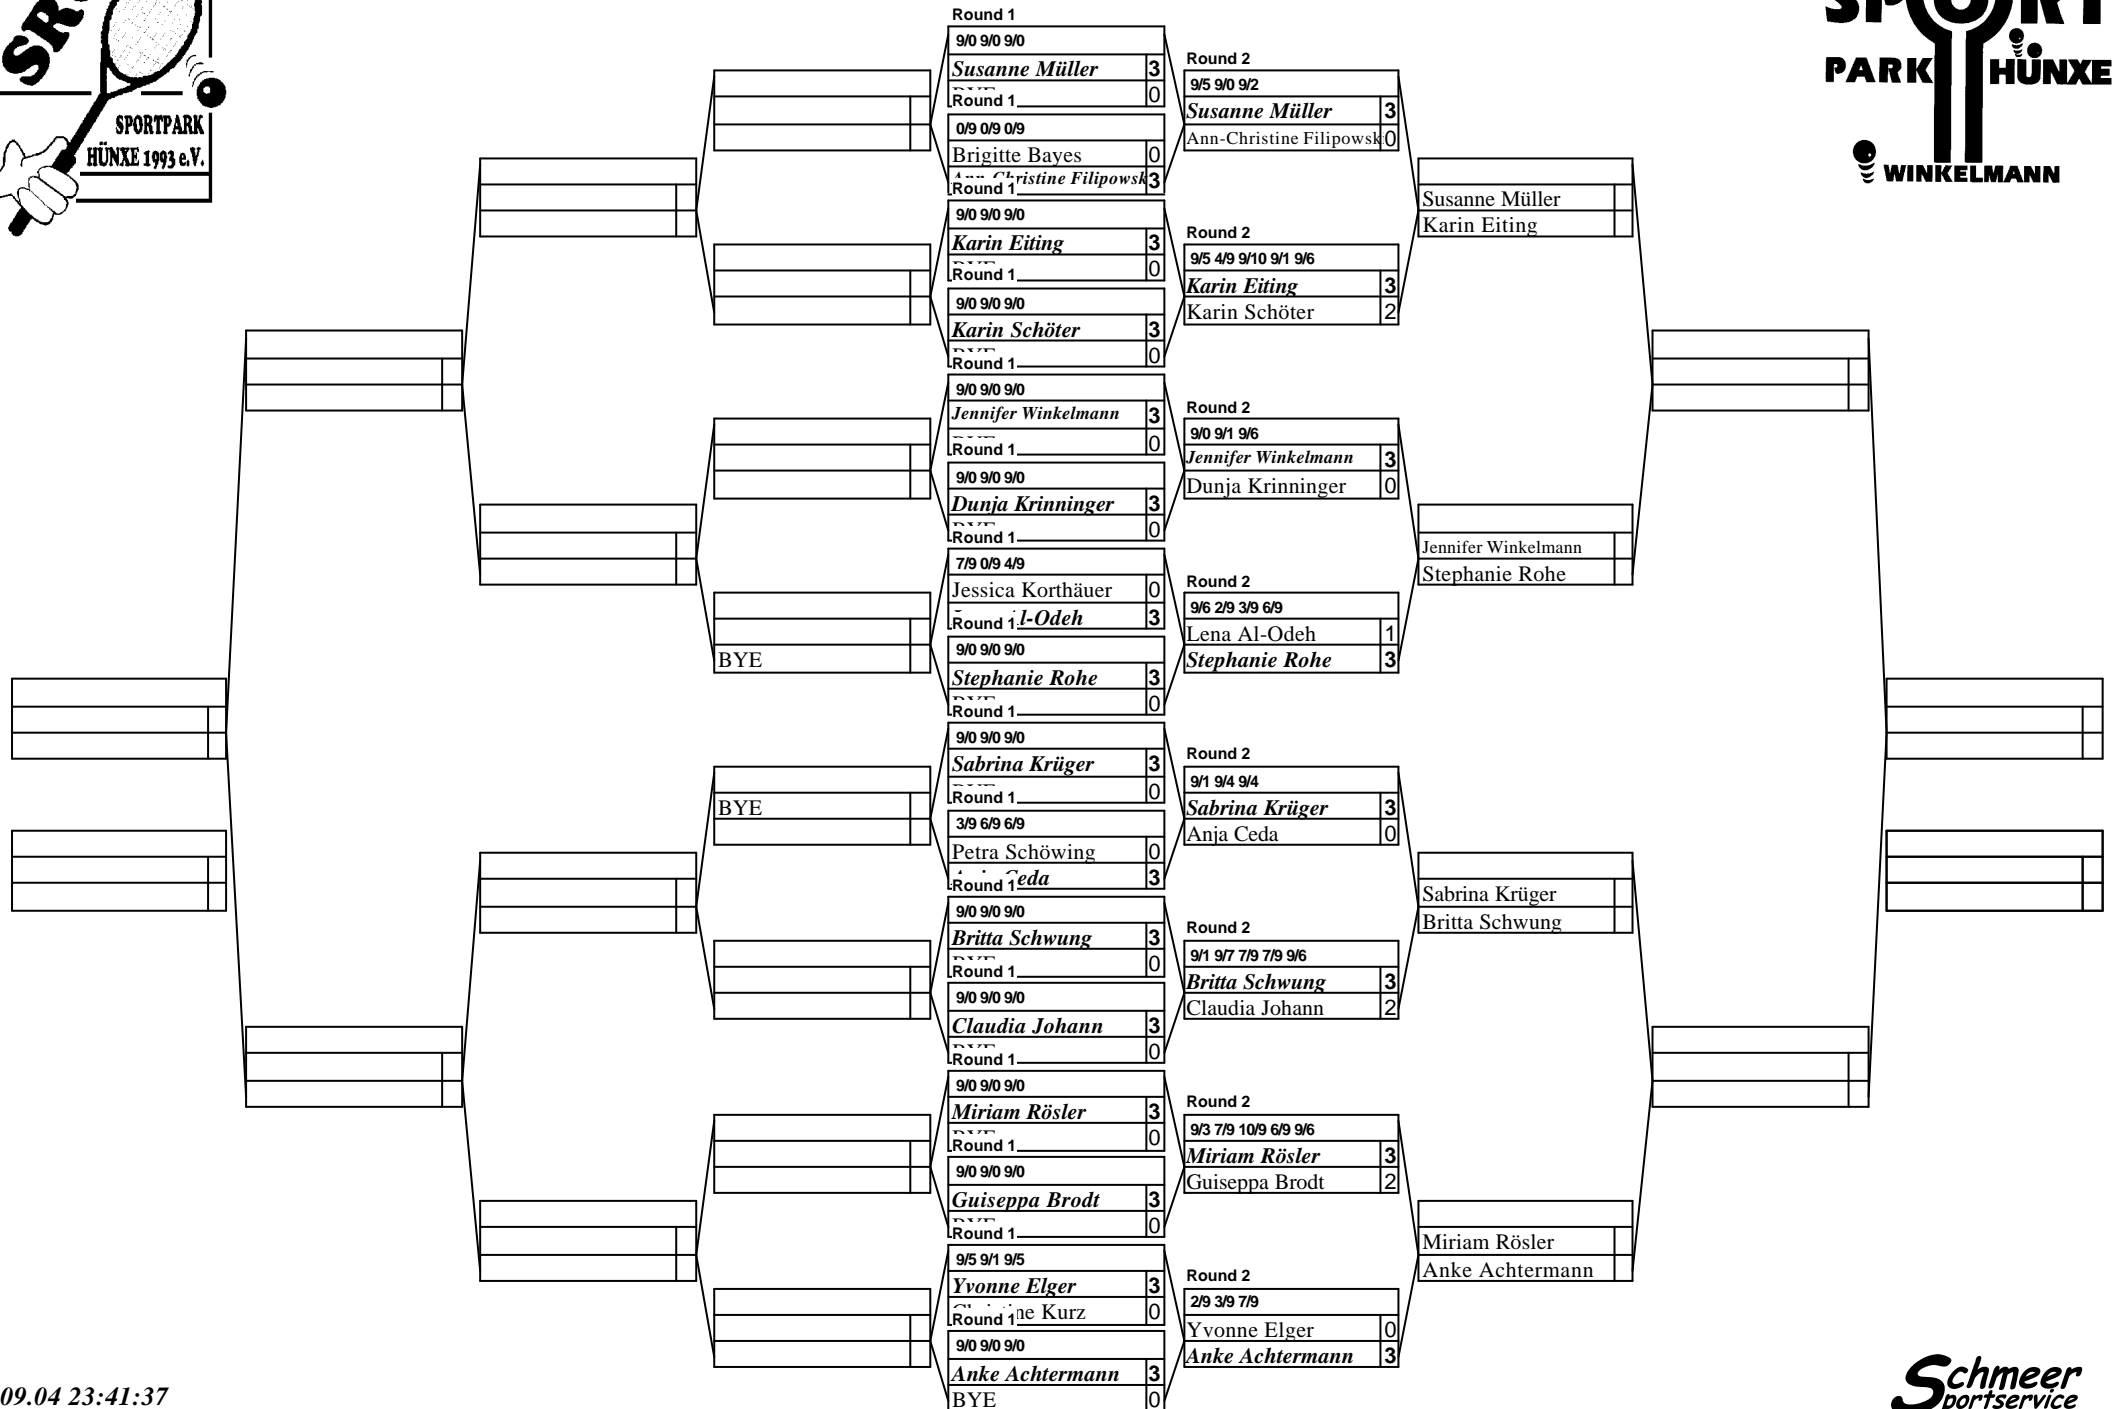 SPORTPARK
HÜNXE 1993 e.V.
SPORT
PARK HÜNXE
WINKELMANN
Round 1
9/0 9/0 9/0
Susanne Müller 3
0
Round 1
0/9 0/9 0/9
Brigitte Bayes 0
Ann-Christine Filipowsk 3
Round 1
9/0 9/0 9/0
Karin Eiting 3
0
Round 1
9/0 9/0 9/0
Karin Schöter 3
0
Round 1
9/0 9/0 9/0
Jennifer Winkelmann 3
0
Round 1
9/0 9/0 9/0
Dunja Krinninger 3
0
Round 1
7/9 0/9 4/9
Jessica Korthäuer 0
l-Odeh 3
Round 1
9/0 9/0 9/0
Stephanie Rohe 3
0
Round 1
9/0 9/0 9/0
Sabrina Krüger 3
0
Round 1
3/9 6/9 6/9
Petra Schöwing 0
Ceda 3
Round 1
9/0 9/0 9/0
Britta Schwung 3
0
Round 1
9/0 9/0 9/0
Claudia Johann 3
0
Round 1
9/0 9/0 9/0
Miriam Rösler 3
0
Round 1
9/0 9/0 9/0
Guiseppa Brodt 3
0
Round 1
9/5 9/1 9/5
Yvonne Elger 3
Christine Kurz 0
Round 1
9/0 9/0 9/0
Anke Achtermann 3
BYE 0
Round 2
9/5 9/0 9/2
Susanne Müller 3
Ann-Christine Filipowsk 0
Round 2
9/5 4/9 9/10 9/1 9/6
Karin Eiting 3
Karin Schöter 2
Round 2
9/0 9/1 9/6
Jennifer Winkelmann 3
Dunja Krinninger 0
Round 2
9/6 2/9 3/9 6/9
Lena Al-Odeh 1
Stephanie Rohe 3
Round 2
9/1 9/4 9/4
Sabrina Krüger 3
Anja Ceda 0
Round 2
9/1 9/7 7/9 7/9 9/6
Britta Schwung 3
Claudia Johann 2
Round 2
9/3 7/9 10/9 6/9 9/6
Miriam Rösler 3
Guiseppa Brodt 2
Round 2
2/9 3/9 7/9
Yvonne Elger 0
Anke Achtermann 3
Susanne Müller
Karin Eiting
Jennifer Winkelmann
Stephanie Rohe
Sabrina Krüger
Britta Schwung
Miriam Rösler
Anke Achtermann
BYE
BYE
09.04 23:41:37
Schmeer
Sportservice